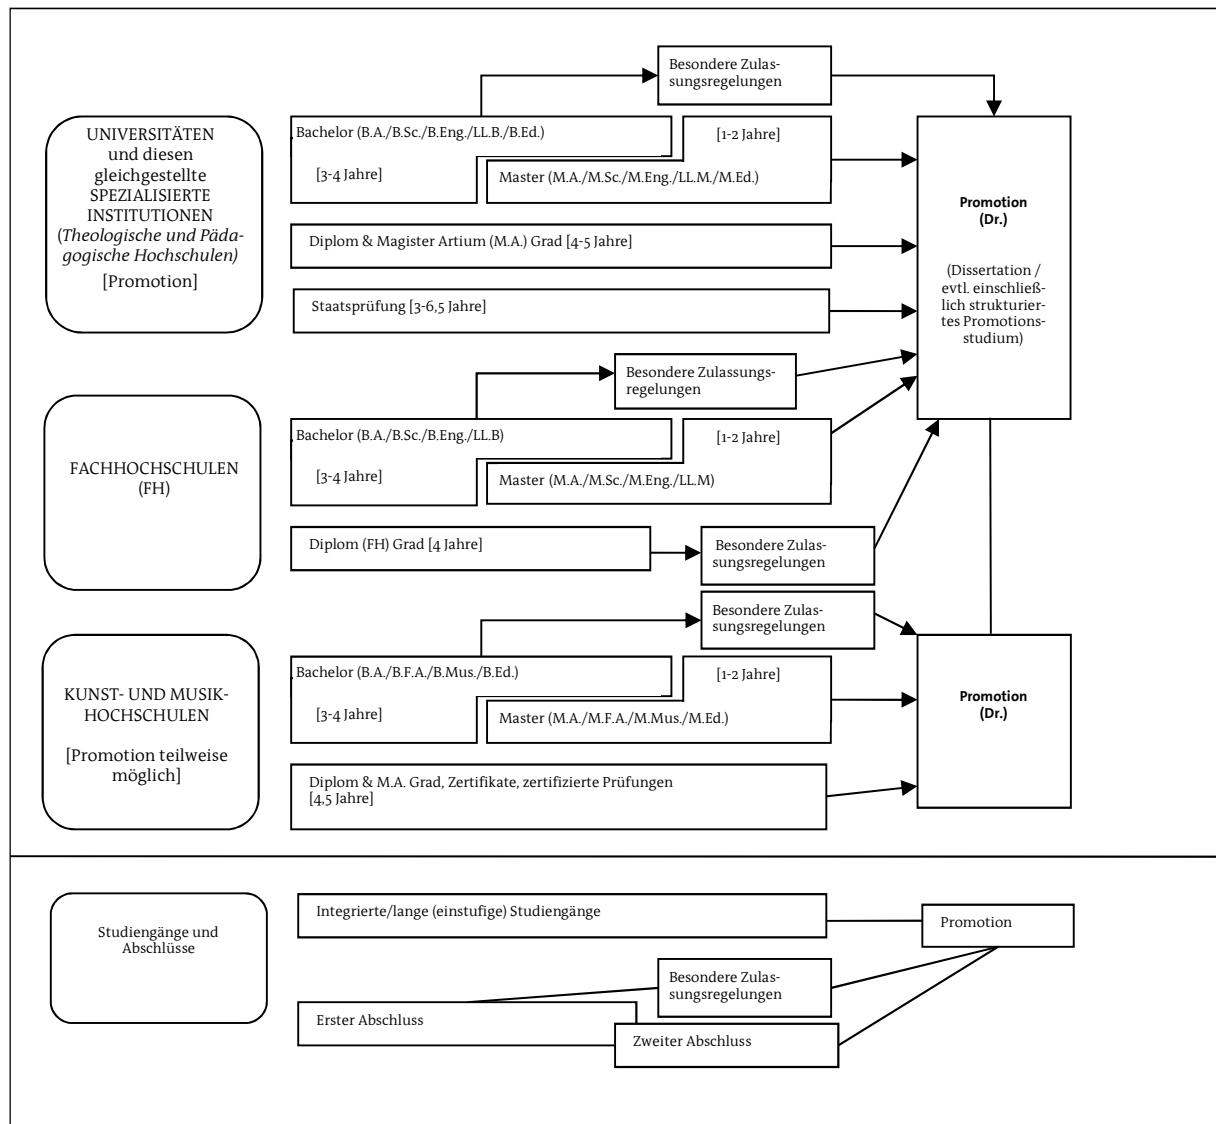 Besondere Zulas-
sungsregelungen
UNIVERSITÄTEN
und diesen
gleichgestellte
SPEZIALISIERTE
INSTITUTIONEN
(Theologische und Päda-
gogische Hochschulen)
[Promotion]
Bachelor (B.A./B.Sc./B.Eng./LL.B./B.Ed.)
[3-4 Jahre]
[1-2 Jahre]
Master (M.A./M.Sc./M.Eng./LL.M./M.Ed.)
Diplom & Magister Artium (M.A.) Grad [4-5 Jahre]
Staatsprüfung [3-6,5 Jahre]
Promotion
(Dr.)
(Dissertation /
evtl. einschließ-
lich strukturier-
tes Promotions-
studium)
Besondere Zulassungs-
regelungen
FACHHOCHSCHULEN
(FH)
Bachelor (B.A./B.Sc./B.Eng./LL.B)
[3-4 Jahre]
[1-2 Jahre]
Master (M.A./M.Sc./M.Eng./LL.M)
Diplom (FH) Grad [4 Jahre]
Besondere Zulas-
sungsregelungen
Besondere Zulas-
sungsregelungen
KUNST- UND MUSIK-
HOCHSCHULEN
[Promotion teilweise
möglich]
Bachelor (B.A./B.F.A./B.Mus./B.Ed.)
[3-4 Jahre]
[1-2 Jahre]
Master (M.A./M.F.A./M.Mus./M.Ed.)
Diplom & M.A. Grad, Zertifikate, zertifizierte Prüfungen
[4,5 Jahre]
Promotion
(Dr.)
Studiengänge und
Abschlüsse
Integrierte/lange (einstufige) Studiengänge
Promotion
Besondere Zulas-
sungsregelungen
Erster Abschluss
Zweiter Abschluss